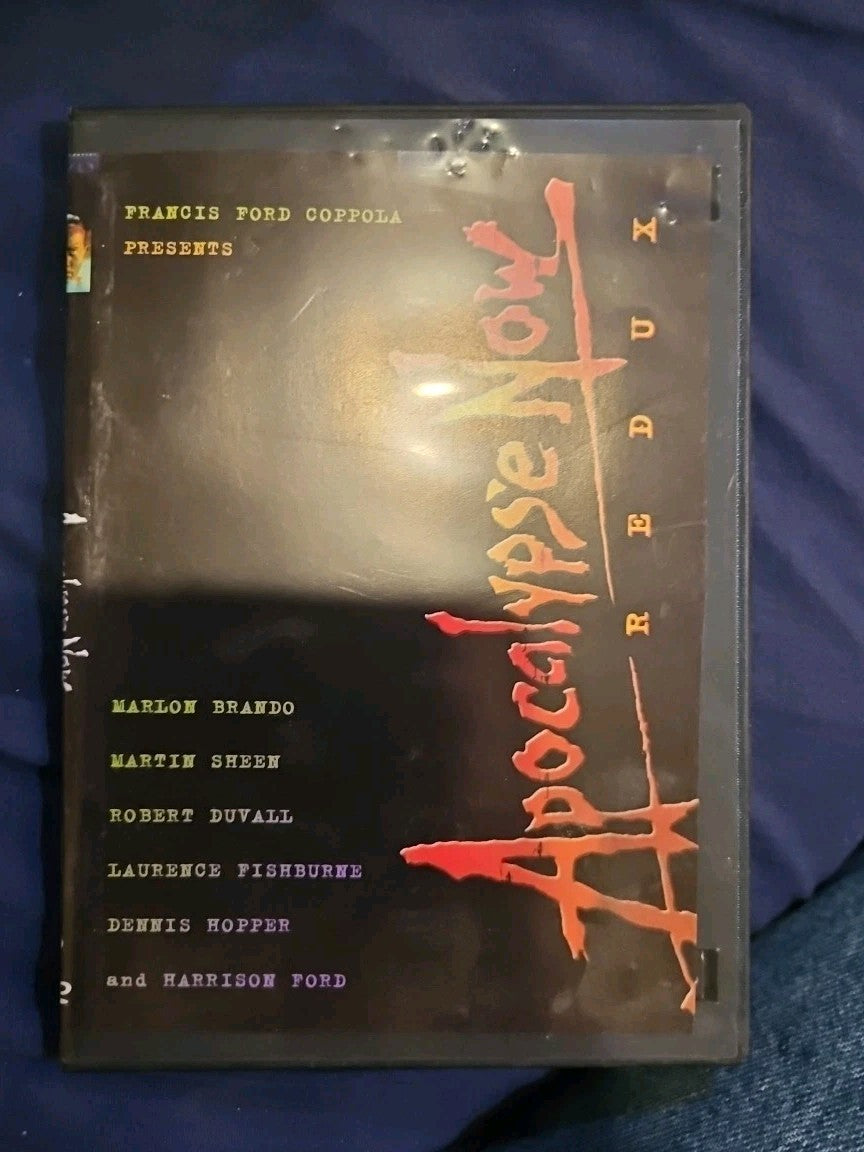 FRANCIS FORD COPPOLA
PRESENTS
Apocalypse Now
REDUX
MARLON BRANDO
MARTIN SHEEN
ROBERT DUVALL
LAURENCE FISHBURNE
DENNIS HOPPER
and HARRISON FORD